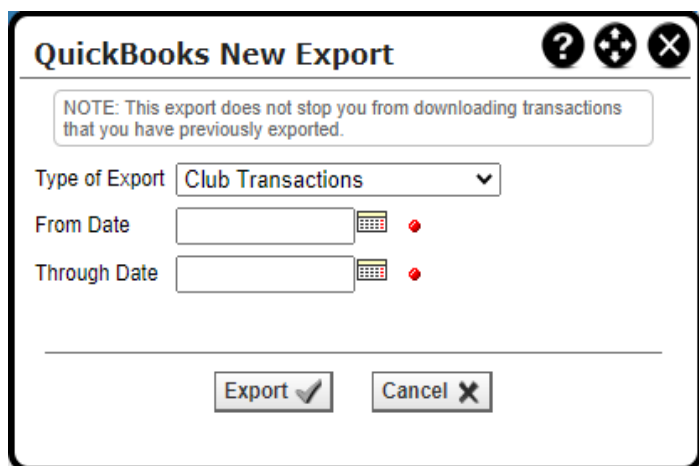 QuickBooks New Export
NOTE: This export does not stop you from downloading transactions
that you have previously exported.
Type of Export Club Transactions
From Date
Through Date
Export Cancel